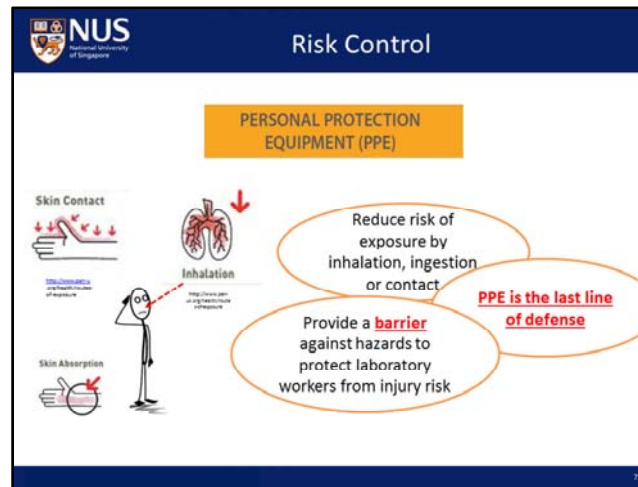 NUS
National University
of Singapore
Risk Control
PERSONAL PROTECTION
EQUIPMENT (PPE)
Skin Contact
Inhalation
Skin Absorption
Reduce risk of
exposure by
inhalation, ingestion
or contact
PPE is the last line
of defense
Provide a barrier
against hazards to
protect laboratory
workers from injury risk
7